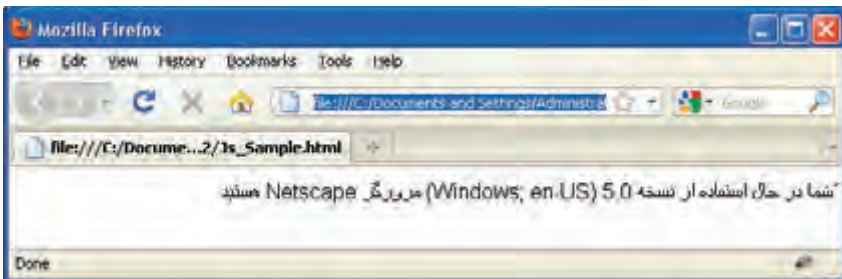 Mozilla Firefox
File Edit View History Bookmarks Tools Help
file:///C:/Documents and Settings/Administra Google
file:///C:/Docume...2/Js_Sample.html
شما در حال استفاده از نسخه 5.0 (Windows; en-US) مرورگر Netscape هستید
Done